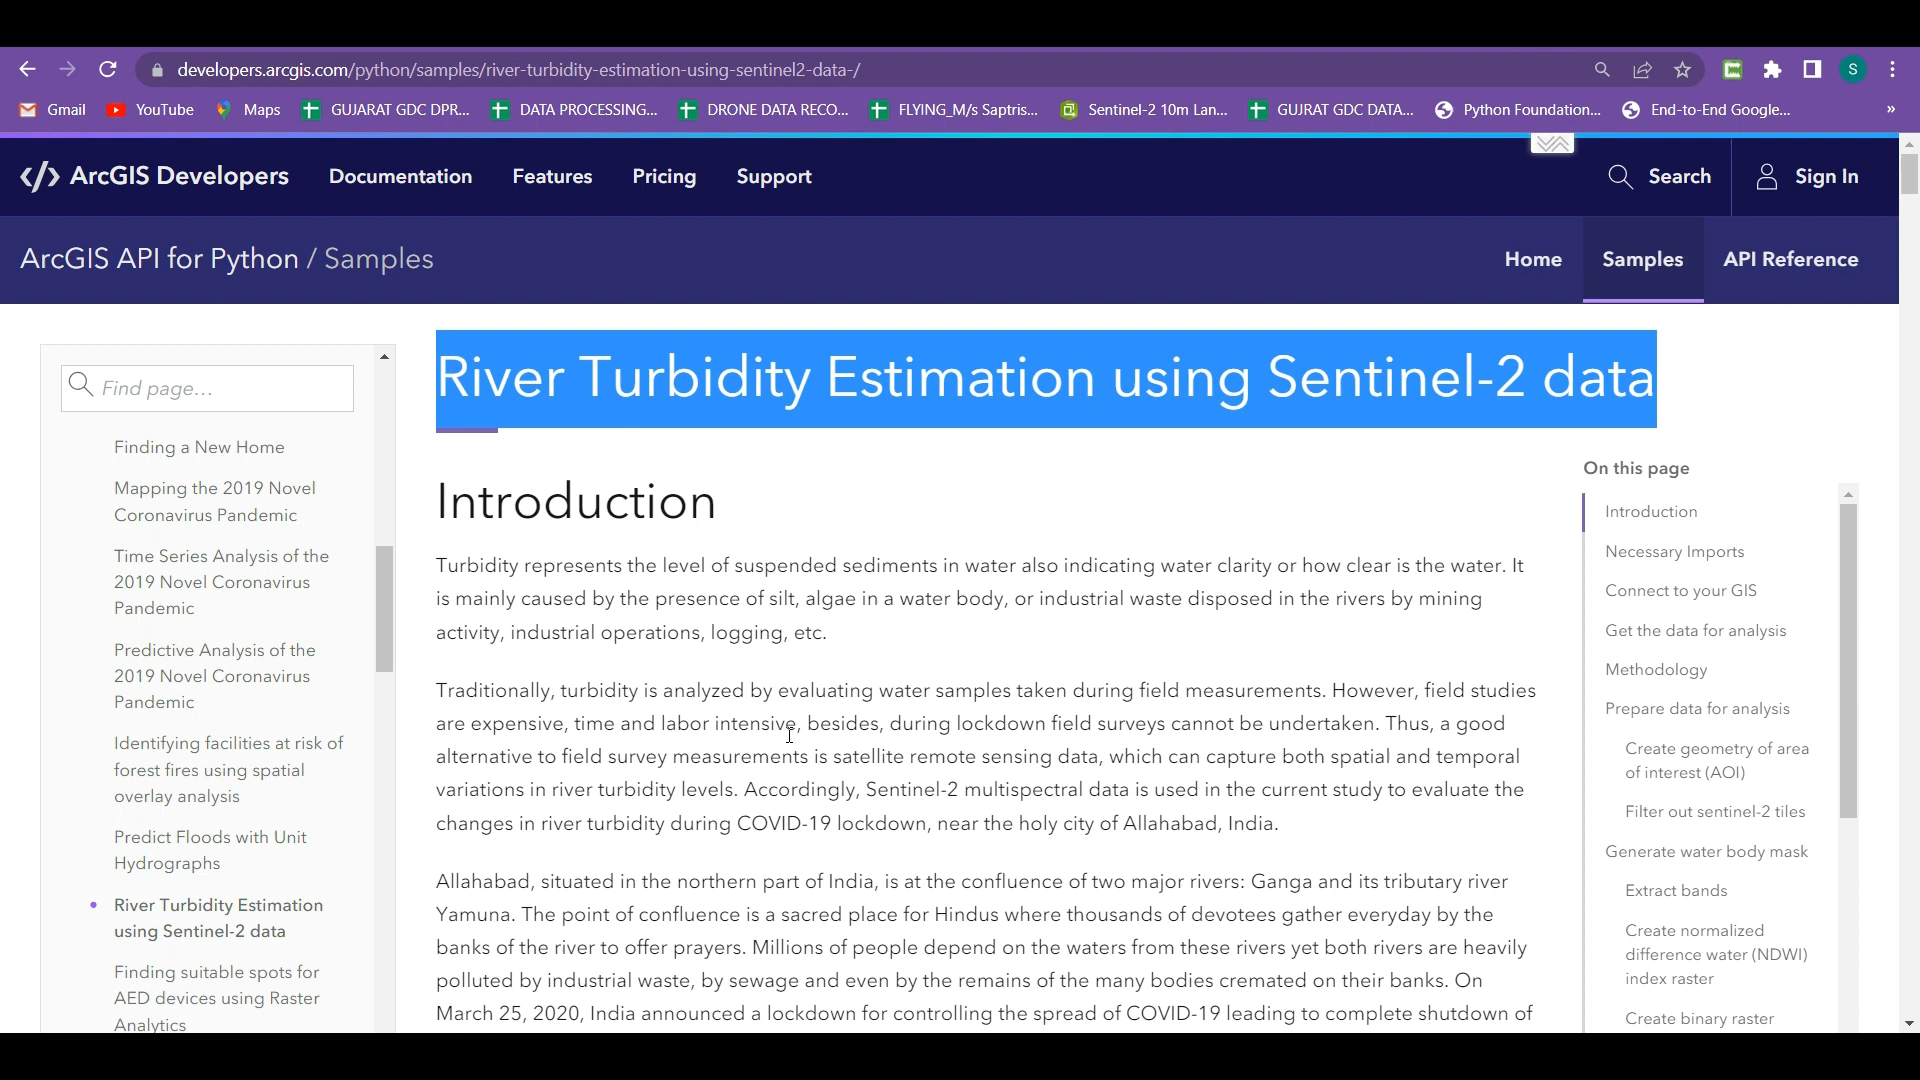 developers.arcgis.com/python/samples/river-turbidity-estimation-using-sentinel2-data-/
S
Gmail YouTube Maps GUJARAT GDC DPR... DATA PROCESSING... DRONE DATA RECO... FLYING_M/s Saptris... Sentinel-2 10m Lan... GUJRAT GDC DATA... Python Foundation... End-to-End Google... »
</> ArcGIS Developers Documentation Features Pricing Support Search Sign In
ArcGIS API for Python / Samples Home Samples API Reference
Find page...
Finding a New Home
Mapping the 2019 Novel
Coronavirus Pandemic
Time Series Analysis of the
2019 Novel Coronavirus
Pandemic
Predictive Analysis of the
2019 Novel Coronavirus
Pandemic
Identifying facilities at risk of
forest fires using spatial
overlay analysis
Predict Floods with Unit
Hydrographs
River Turbidity Estimation
using Sentinel-2 data
Finding suitable spots for
AED devices using Raster
Analytics
River Turbidity Estimation using Sentinel-2 data
Introduction
Turbidity represents the level of suspended sediments in water also indicating water clarity or how clear is the water. It
is mainly caused by the presence of silt, algae in a water body, or industrial waste disposed in the rivers by mining
activity, industrial operations, logging, etc.
Traditionally, turbidity is analyzed by evaluating water samples taken during field measurements. However, field studies
are expensive, time and labor intensive, besides, during lockdown field surveys cannot be undertaken. Thus, a good
alternative to field survey measurements is satellite remote sensing data, which can capture both spatial and temporal
variations in river turbidity levels. Accordingly, Sentinel-2 multispectral data is used in the current study to evaluate the
changes in river turbidity during COVID-19 lockdown, near the holy city of Allahabad, India.
Allahabad, situated in the northern part of India, is at the confluence of two major rivers: Ganga and its tributary river
Yamuna. The point of confluence is a sacred place for Hindus where thousands of devotees gather everyday by the
banks of the river to offer prayers. Millions of people depend on the waters from these rivers yet both rivers are heavily
polluted by industrial waste, by sewage and even by the remains of the many bodies cremated on their banks. On
March 25, 2020, India announced a lockdown for controlling the spread of COVID-19 leading to complete shutdown of
On this page
Introduction
Necessary Imports
Connect to your GIS
Get the data for analysis
Methodology
Prepare data for analysis
Create geometry of area
of interest (AOI)
Filter out sentinel-2 tiles
Generate water body mask
Extract bands
Create normalized
difference water (NDWI)
index raster
Create binary raster